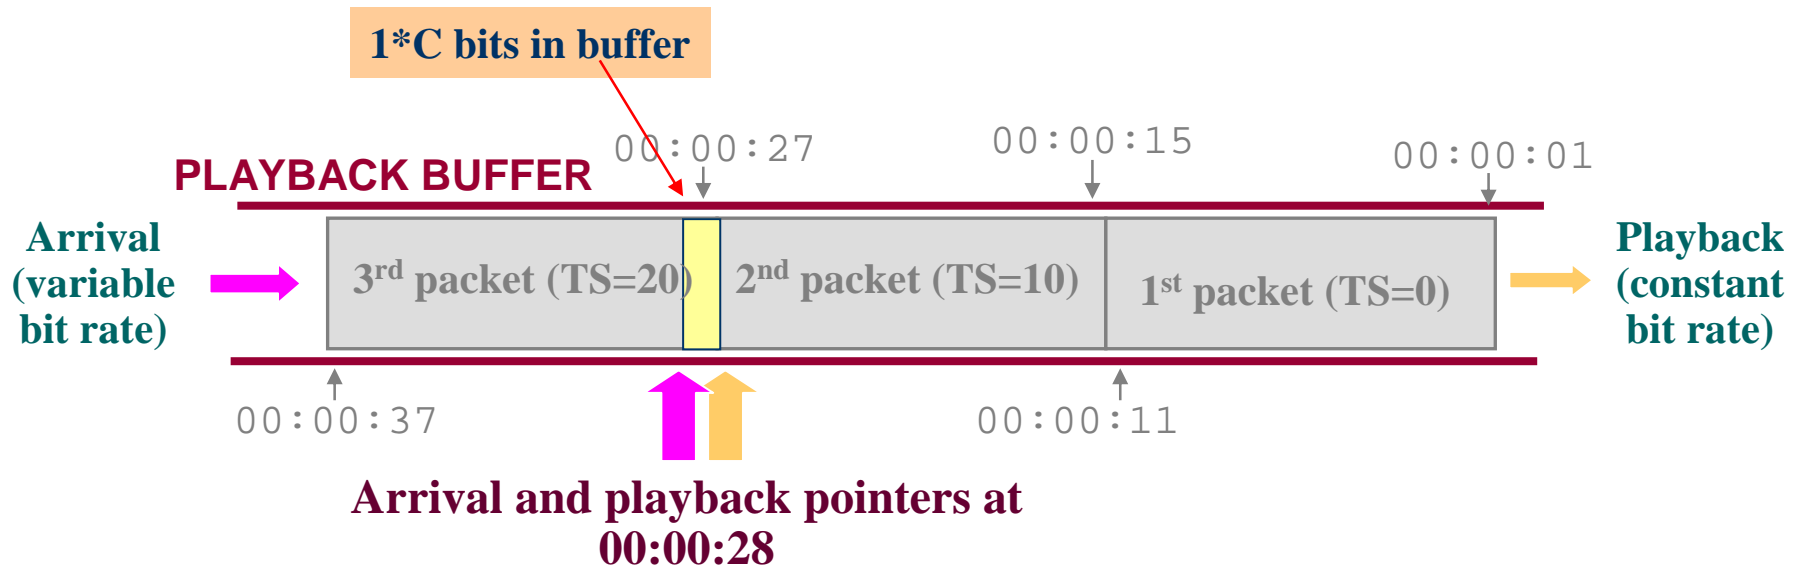 1*C bits in buffer
00:00:27
00:00:15
00:00:01
PLAYBACK BUFFER
Arrival
(variable
bit rate)
3rd packet (TS=20)
2nd packet (TS=10)
1st packet (TS=0)
Playback
(constant
bit rate)
00:00:37
00:00:11
Arrival and playback pointers at
00:00:28